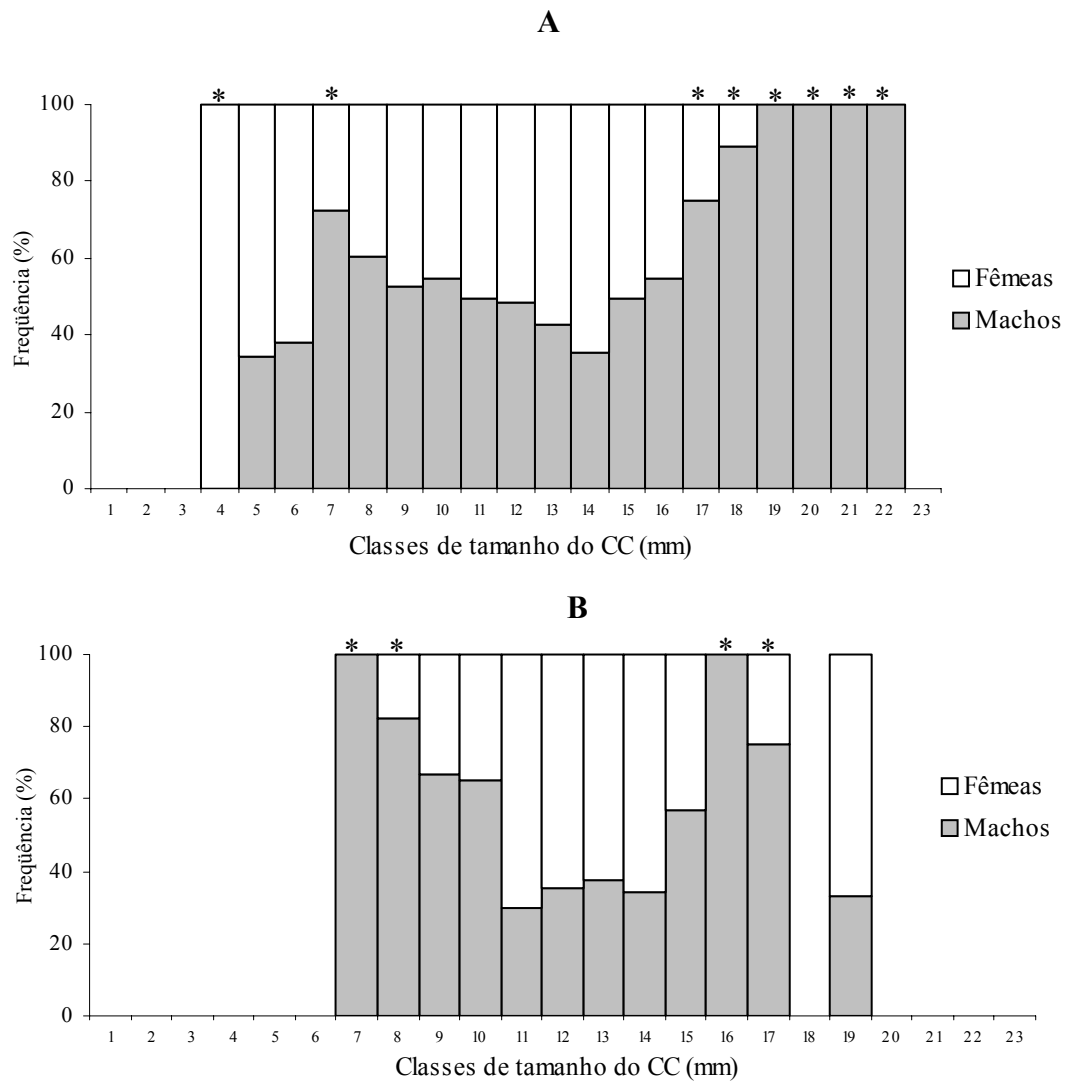 A
* * * * * * * *
100
80
60
40
20
0
Freqüência (%)
1 2 3 4 5 6 7 8 9 10 11 12 13 14 15 16 17 18 19 20 21 22 23
Classes de tamanho do CC (mm)
Fêmeas
Machos
B
* * * *
100
80
60
40
20
0
Freqüência (%)
1 2 3 4 5 6 7 8 9 10 11 12 13 14 15 16 17 18 19 20 21 22 23
Classes de tamanho do CC (mm)
Fêmeas
Machos